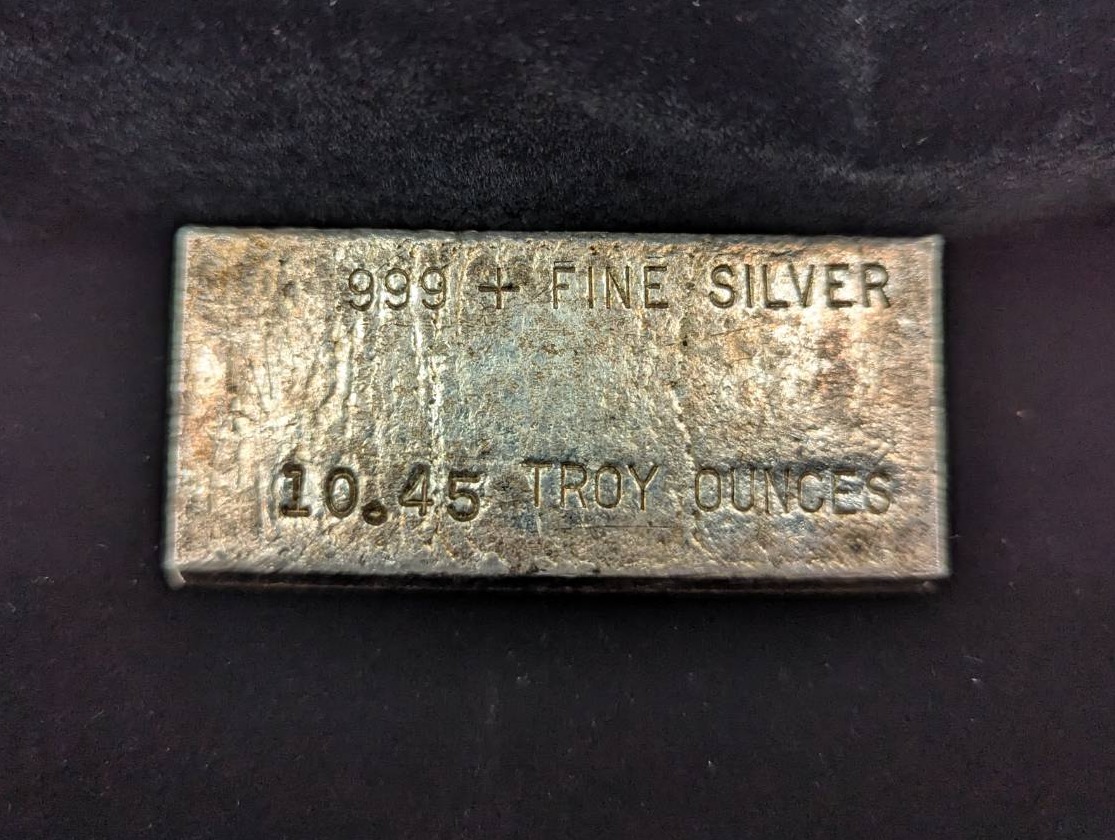 999 + FINE SILVER
10.45 TROY OUNCES